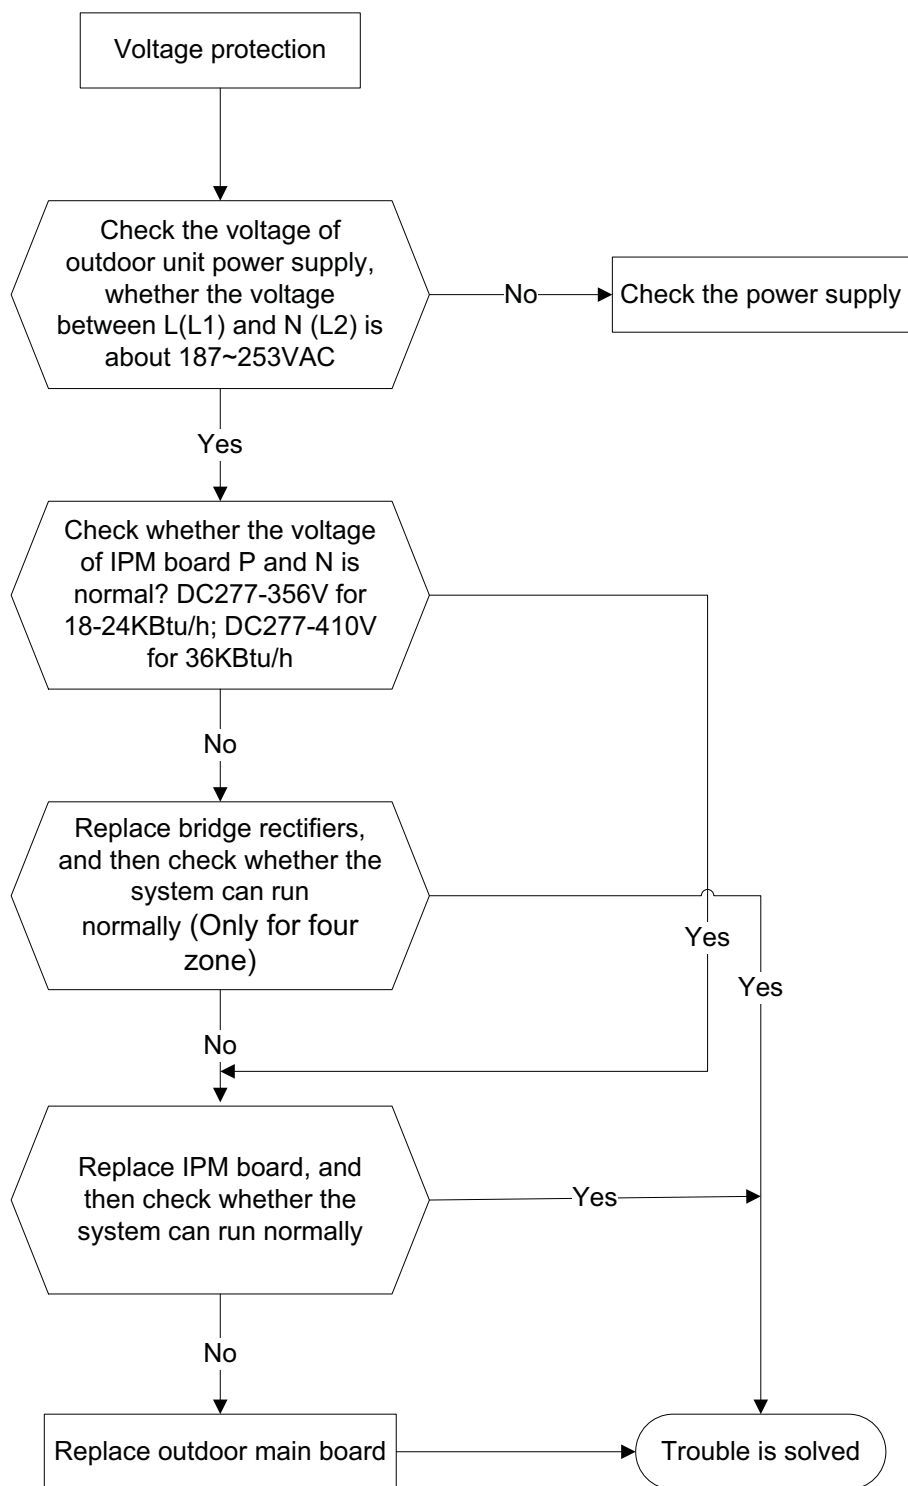 Voltage protection
Check the voltage of
outdoor unit power supply,
whether the voltage
between L(L1) and N (L2) is
about 187~253VAC
No
Check the power supply
Yes
Check whether the voltage
of IPM board P and N is
normal? DC277-356V for
18-24KBtu/h; DC277-410V
for 36KBtu/h
No
Replace bridge rectifiers,
and then check whether the
system can run
normally (Only for four
zone)
Yes
Yes
No
Replace IPM board, and
then check whether the
system can run normally
Yes
No
Replace outdoor main board
Trouble is solved